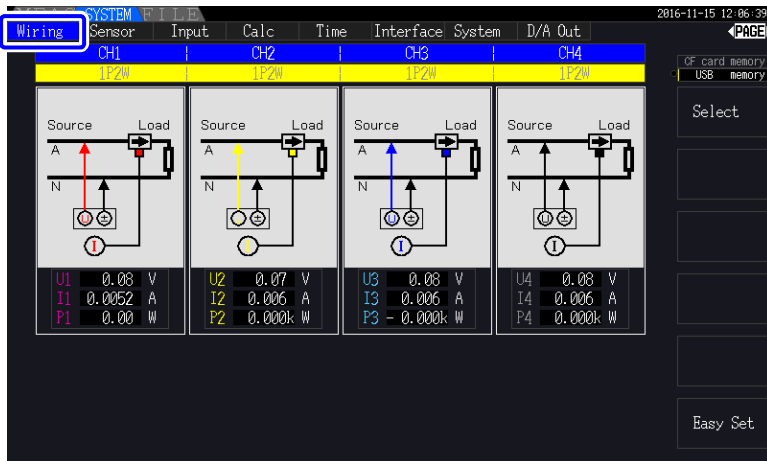 MEAS SYSTEM FILE 2016-11-15 12:06:39
Wiring Sensor Input Calc Time Interface System D/A Out PAGE
CH1 CH2 CH3 CH4
1P2W 1P2W 1P2W 1P2W
CF card memory
USB memory
Select
Source Load Source Load Source Load Source Load
A A A A
N N N N
U ± ± U ± U ±
I I I I
U1 0.08 V U2 0.07 V U3 0.08 V U4 0.08 V
I1 0.0052 A I2 0.006 A I3 0.006 A I4 0.006 A
P1 0.00 W P2 0.000k W P3 - 0.000k W P4 0.000k W
Easy Set